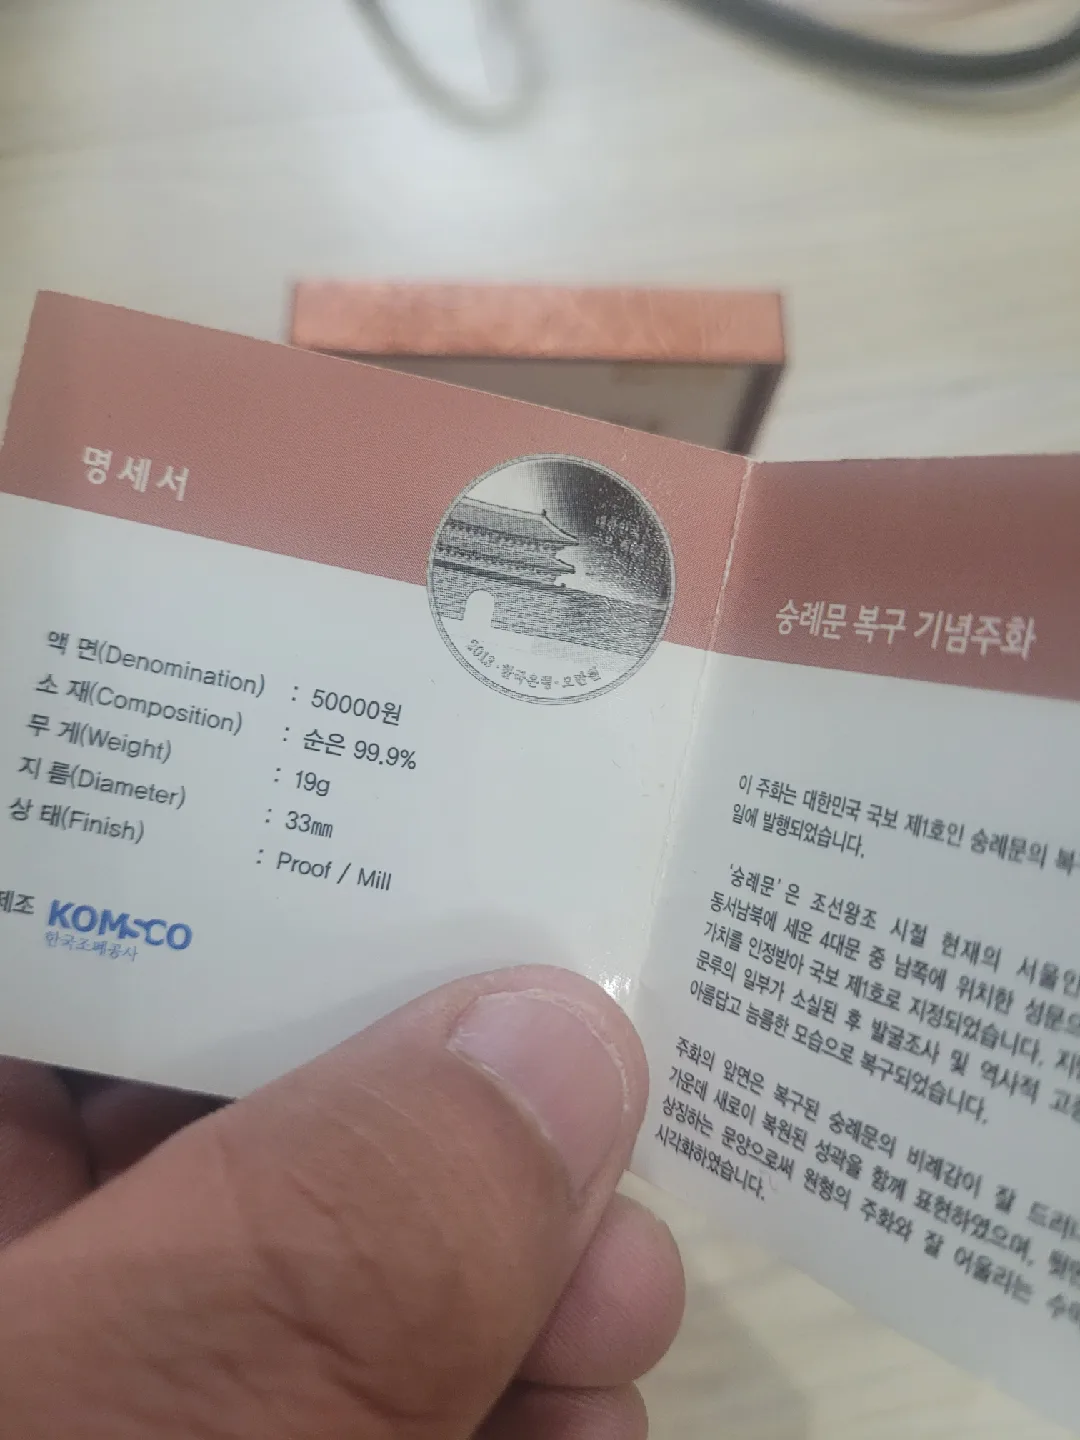 명세서
2013·한국은행·오만원
액 면(Denomination) : 50000원
소 재(Composition) : 순은 99.9%
무 게(Weight) : 19g
지 름(Diameter) : 33㎜
상 태(Finish) : Proof / Mill
제조 KOMSCO
한국조폐공사
숭례문 복구 기념주화
이 주화는 대한민국 국보 제1호인 숭례문의 복
일에 발행되었습니다.
'숭례문' 은 조선왕조 시절 현재의 서울인
동서남북에 세운 4대문 중 남쪽에 위치한 성문으
가치를 인정받아 국보 제1호로 지정되었습니다.
문루의 일부가 소실된 후 발굴조사 및 역사적 고증
아름답고 늠름한 모습으로 복구되었습니다.
주화의 앞면은 복구된 숭례문의 비례감이 잘 드러
가운데 새로이 복원된 성곽을 함께 표현하였으며, 뒷면
상징하는 문양으로써 원형의 주화와 잘 어울리는 수
시각화하였습니다.